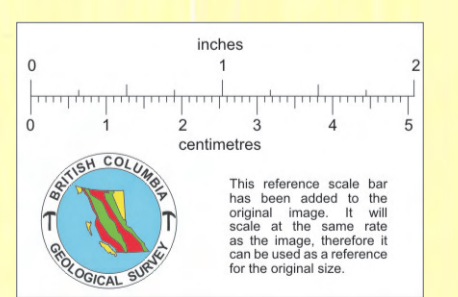 inches
0 1 2
0 1 2 3 4 5
centimetres
BRITISH COLUMBIA
GEOLOGICAL SURVEY
This reference scale bar
has been added to the
original image. It will
scale at the same rate
as the image, therefore it
can be used as a reference
for the original size.